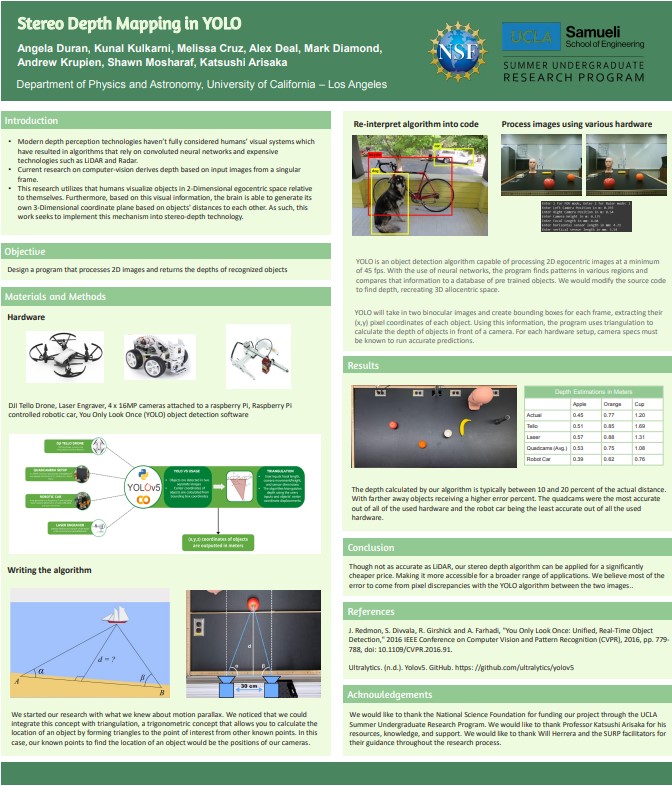 Stereo Depth Mapping in YOLO
Angela Duran, Kunal Kulkarni, Melissa Cruz, Alex Deal, Mark Diamond,
Andrew Krupien, Shawn Mosharaf, Katsushi Arisaka
Department of Physics and Astronomy, University of California – Los Angeles
NSF
UCLA Samueli
School of Engineering
SUMMER UNDERGRADUATE
RESEARCH PROGRAM
Introduction
• Modern depth perception technologies haven't fully considered humans' visual systems which
have resulted in algorithms that rely on convoluted neural networks and expensive
technologies such as LiDAR and Radar.
• Current research on computer-vision derives depth based on input images from a singular
frame.
• This research utilizes that humans visualize objects in 2-Dimensional egocentric space relative
to themselves. Furthermore, based on this visual information, the brain is able to generate its
own 3-Dimensional coordinate plane based on objects' distances to each other. As such, our
work seeks to implement this mechanism into stereo-depth technology.
Objective
Design a program that processes 2D images and returns the depths of recognized objects
Materials and Methods
Hardware
DJI Tello Drone, Laser Engraver, 4 x 16MP cameras attached to a raspberry Pi, Raspberry Pi
controlled robotic car, You Only Look Once (YOLO) object detection software
DJI TELLO DRONE
QUADCAMERA SETUP
ROBOTIC CAR
LASER ENGRAVER
YOLOv5
YOLO V5 USAGE
TRIANGULATION
(x,y,z) coordinates of objects
are outputted in meters
Writing the algorithm
A
α
d = ?
β
B
d
α
β
30 cm
We started our research with what we knew about motion parallax. We noticed that we could
integrate this concept with triangulation, a trigonometric concept that allows you to calculate the
location of an object by forming triangles to the point of interest from other known points. In this
case, our known points to find the location of an object would be the positions of our cameras.
Re-interpret algorithm into code
Process images using various hardware
YOLO is an object detection algorithm capable of processing 2D egocentric images at a minimum
of 45 fps. With the use of neural networks, the program finds patterns in various regions and
compares that information to a database of pre trained objects. We would modify the source code
to find depth, recreating 3D allocentric space.
YOLO will take in two binocular images and create bounding boxes for each frame, extracting their
(x,y) pixel coordinates of each object. Using this information, the program uses triangulation to
calculate the depth of objects in front of a camera. For each hardware setup, camera specs must
be known to run accurate predictions.
Results
Depth Estimations In Meters
Apple Orange Cup
Actual 0.45 0.77 1.20
Tello 0.51 0.85 1.69
Laser 0.57 0.88 1.31
Quadcams (Avg.) 0.53 0.75 1.08
Robot Car 0.39 0.62 0.76
The depth calculated by our algorithm is typically between 10 and 20 percent of the actual distance.
With farther away objects receiving a higher error percent. The quadcams were the most accurate
out of all of the used hardware and the robot car being the least accurate out of all the used
hardware.
Conclusion
Though not as accurate as LiDAR, our stereo depth algorithm can be applied for a significantly
cheaper price. Making it more accessible for a broader range of applications. We believe most of the
error to come from pixel discrepancies with the YOLO algorithm between the two images..
References
J. Redmon, S. Divvala, R. Girshick and A. Farhadi, "You Only Look Once: Unified, Real-Time Object
Detection," 2016 IEEE Conference on Computer Vision and Pattern Recognition (CVPR), 2016, pp. 779-
788, doi: 10.1109/CVPR.2016.91.
Ultralytics. (n.d.). Yolov5. GitHub. https: //github.com/ultralytics/yolov5
Acknowledgements
We would like to thank the National Science Foundation for funding our project through the UCLA
Summer Undergraduate Research Program. We would like to thank Professor Katsushi Arisaka for his
resources, knowledge, and support. We would like to thank Will Herrera and the SURP facilitators for
their guidance throughout the research process.